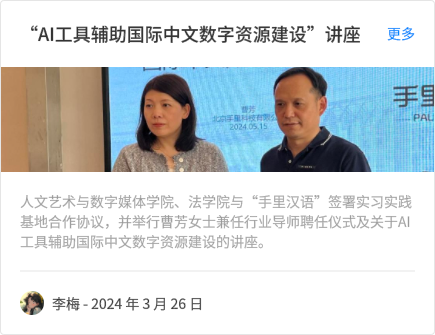 “AI工具辅助国际中文数字资源建设”讲座
更多
手里
PAL
曹芳
北京手里科技有限公
2024.05.15
人文艺术与数字媒体学院、法学院与“手里汉语”签署实习实践
基地合作协议，并举行曹芳女士兼任行业导师聘任仪式及关于AI
工具辅助国际中文数字资源建设的讲座。
李梅 - 2024 年 3 月 26 日